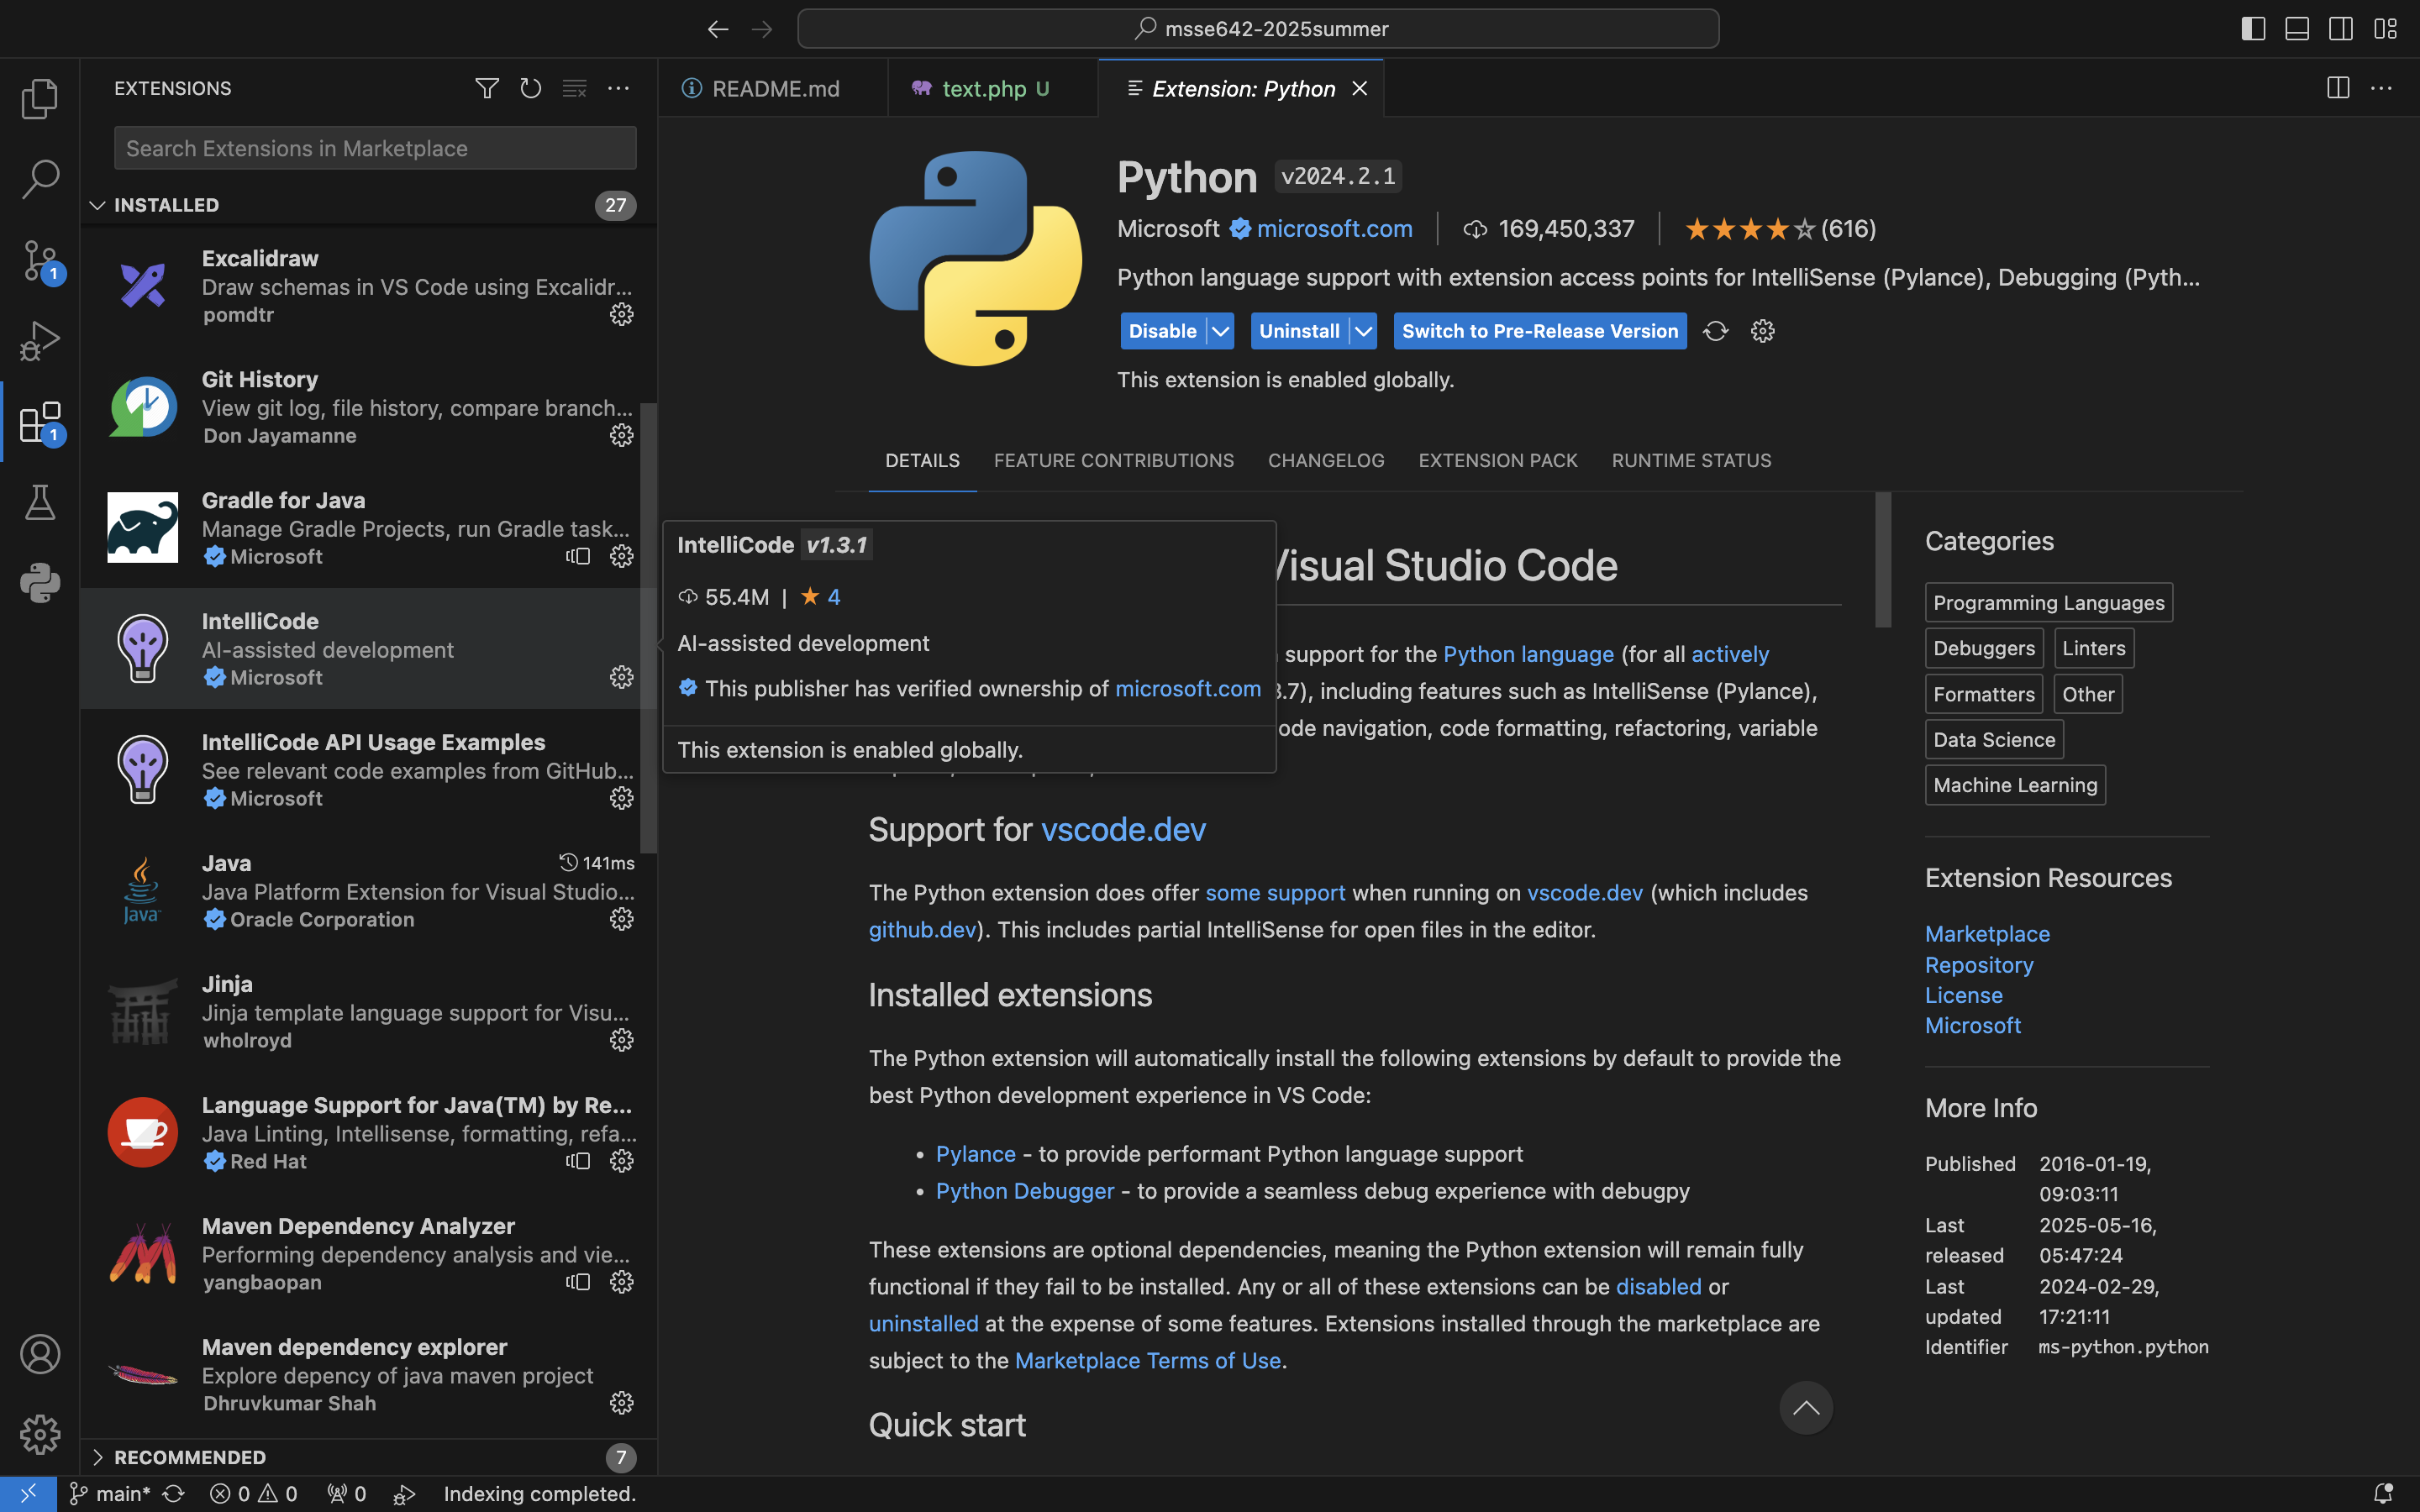 msse642-2025summer
EXTENSIONS
Search Extensions in Marketplace
INSTALLED
27
Excalidraw
Draw schemas in VS Code using Excalidr...
pomdtr
Git History
View git log, file history, compare branch...
Don Jayamanne
Gradle for Java
Manage Gradle Projects, run Gradle task...
Microsoft
IntelliCode
AI-assisted development
Microsoft
IntelliCode API Usage Examples
See relevant code examples from GitHub...
Microsoft
Java
141ms
Java Platform Extension for Visual Studio...
Oracle Corporation
Jinja
Jinja template language support for Visu...
wholroyd
Language Support for Java(TM) by Re...
Java Linting, Intellisense, formatting, refa...
Red Hat
Maven Dependency Analyzer
Performing dependency analysis and vie...
yangbaopan
Maven dependency explorer
Explore depency of java maven project
Dhruvkumar Shah
RECOMMENDED
7
1
1
Java
README.md
text.php U
Extension: Python
Python v2024.2.1
Microsoft microsoft.com 169,450,337 (616)
Python language support with extension access points for IntelliSense (Pylance), Debugging (Pyth...
Disable
Uninstall
Switch to Pre-Release Version
This extension is enabled globally.
DETAILS
FEATURE CONTRIBUTIONS
CHANGELOG
EXTENSION PACK
RUNTIME STATUS
IntelliCode v1.3.1
55.4M | 4
AI-assisted development
This publisher has verified ownership of microsoft.com
This extension is enabled globally.
Visual Studio Code
support for the Python language (for all actively
3.7), including features such as IntelliSense (Pylance),
ode navigation, code formatting, refactoring, variable
Support for vscode.dev
The Python extension does offer some support when running on vscode.dev (which includes
github.dev). This includes partial IntelliSense for open files in the editor.
Installed extensions
The Python extension will automatically install the following extensions by default to provide the
best Python development experience in VS Code:
• Pylance - to provide performant Python language support
• Python Debugger - to provide a seamless debug experience with debugpy
These extensions are optional dependencies, meaning the Python extension will remain fully
functional if they fail to be installed. Any or all of these extensions can be disabled or
uninstalled at the expense of some features. Extensions installed through the marketplace are
subject to the Marketplace Terms of Use.
Quick start
Categories
Programming Languages
Debuggers
Linters
Formatters
Other
Data Science
Machine Learning
Extension Resources
Marketplace
Repository
License
Microsoft
More Info
Published 2016-01-19,
09:03:11
Last 2025-05-16,
released 05:47:24
Last 2024-02-29,
updated 17:21:11
Identifier ms-python.python
main* 0 0 0 Indexing completed.